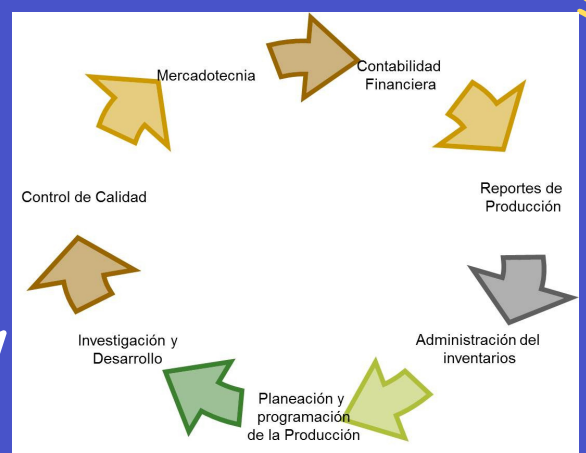 Mercadotecnia
Contabilidad
Financiera
Reportes de
Producción
Administración del
inventarios
Planeación y
programación
de la Producción
Investigación y
Desarrollo
Control de Calidad